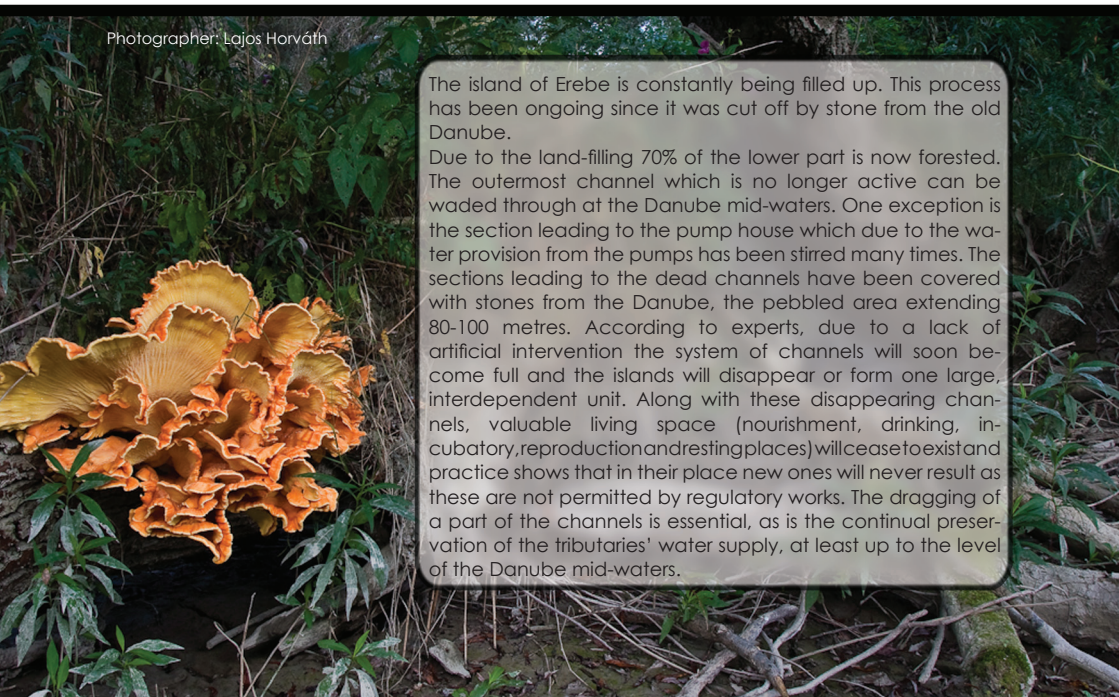 Photographer: Lajos Horváth
The island of Erebe is constantly being filled up. This process
has been ongoing since it was cut off by stone from the old
Danube.
Due to the land-filling 70% of the lower part is now forested.
The outermost channel which is no longer active can be
waded through at the Danube mid-waters. One exception is
the section leading to the pump house which due to the wa-
ter provision from the pumps has been stirred many times. The
sections leading to the dead channels have been covered
with stones from the Danube, the pebbled area extending
80-100 metres. According to experts, due to a lack of
artificial intervention the system of channels will soon be-
come full and the islands will disappear or form one large,
interdependent unit. Along with these disappearing chan-
nels, valuable living space (nourishment, drinking, in-
cubatory,reproductionandrestingplaces)willceasetoexistand
practice shows that in their place new ones will never result as
these are not permitted by regulatory works. The dragging of
a part of the channels is essential, as is the continual preser-
vation of the tributaries' water supply, at least up to the level
of the Danube mid-waters.